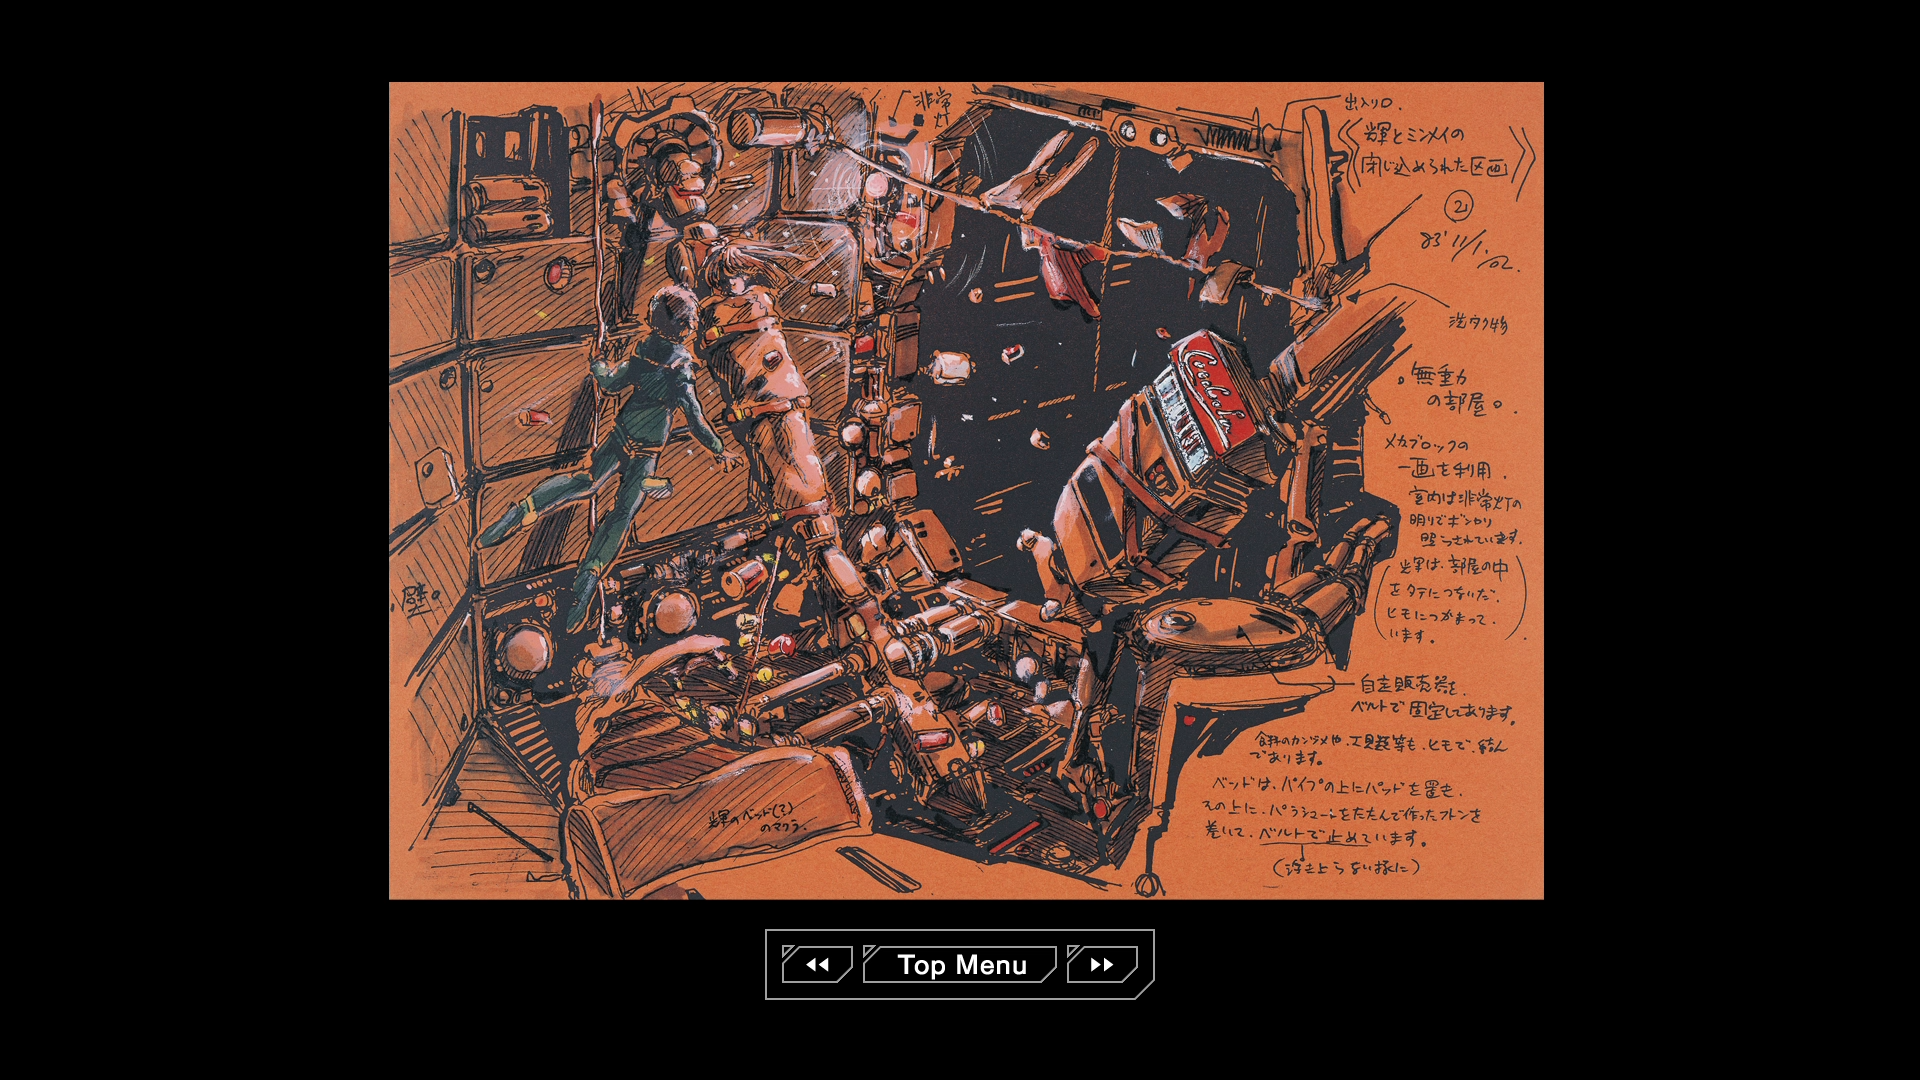 非常
灯
出入り口.
輝とミンメイの
閉じ込められた区画
②
83' 11/1.
洗タク物
。無動
の部屋。.
メカブロックの
一画を利用.
室内は非常灯の
明りでボンヤリ
照らされています.
(輝は、部屋の中
をタテにつないだ.
ヒモにつかまって.
います.)
壁
自走販売器を.
ベルトで固定してあります.
食料のカンヅメや、工具類等も、ヒモで、結ん
であります.
ベッドは、パイプの上にパッドを置き、
その上に、パラシュートをたたんで作ったフトンを
巻いて、ベルトで止めています.
(浮き上らない様に)
輝のベッド(?)
のマクラ.
Top Menu